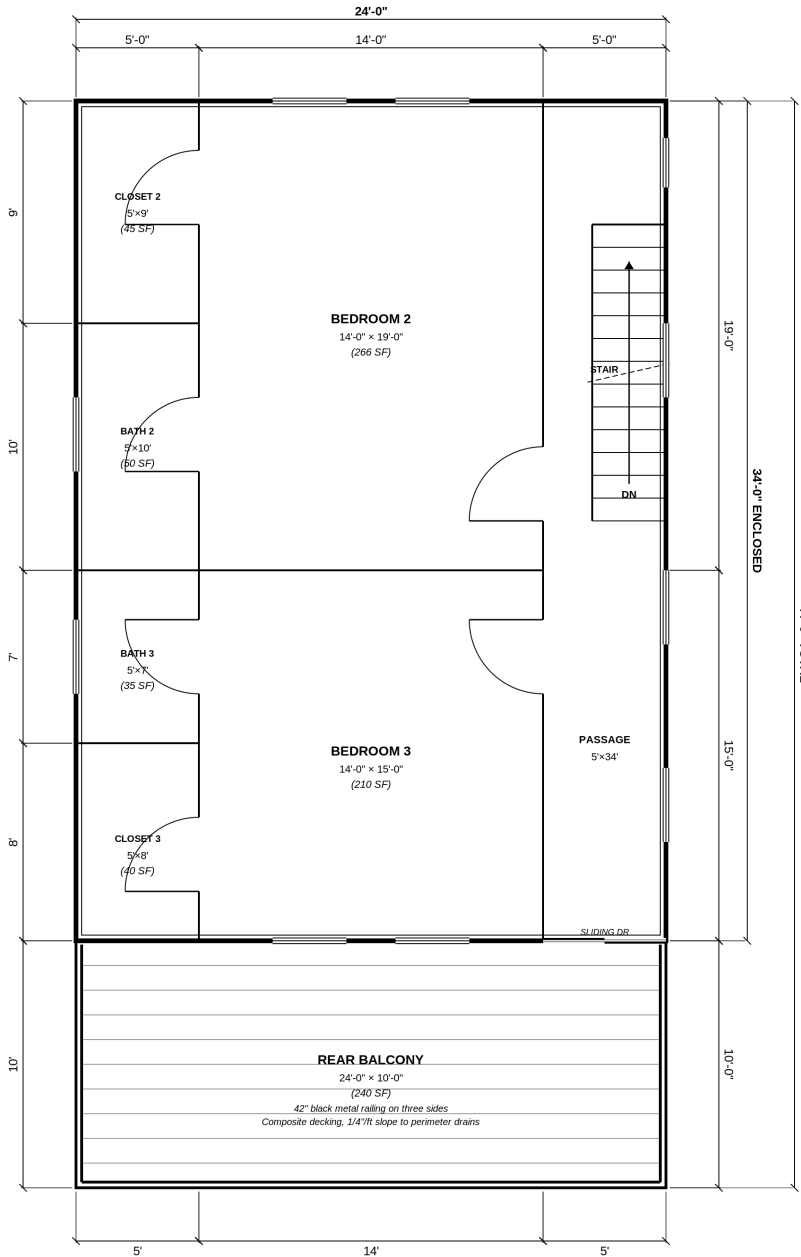 24'-0"
5'-0"
14'-0"
5'-0"
9'
CLOSET 2
5'×9'
(45 SF)
BEDROOM 2
14'-0" × 19'-0"
(266 SF)
STAIR
DN
19'-0"
34'-0" ENCLOSED
10'
BATH 2
5'×10'
(50 SF)
7'
BATH 3
5'×7'
(35 SF)
BEDROOM 3
14'-0" × 15'-0"
(210 SF)
PASSAGE
5'×34'
15'-0"
8'
CLOSET 3
5'×8'
(40 SF)
SLIDING DR
10'
REAR BALCONY
24'-0" × 10'-0"
(240 SF)
42" black metal railing on three sides
Composite decking, 1/4"/ft slope to perimeter drains
10'-0"
5'
14'
5'